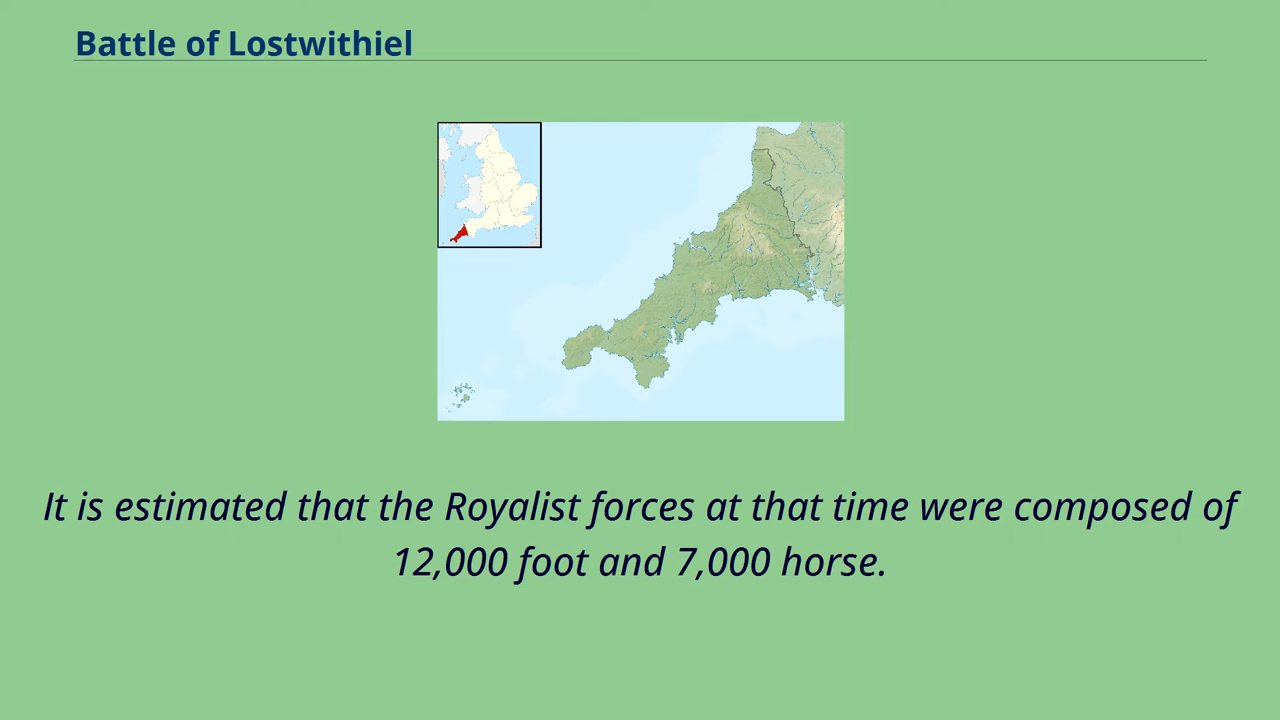 Battle of Lostwithiel
It is estimated that the Royalist forces at that time were composed of
12,000 foot and 7,000 horse.